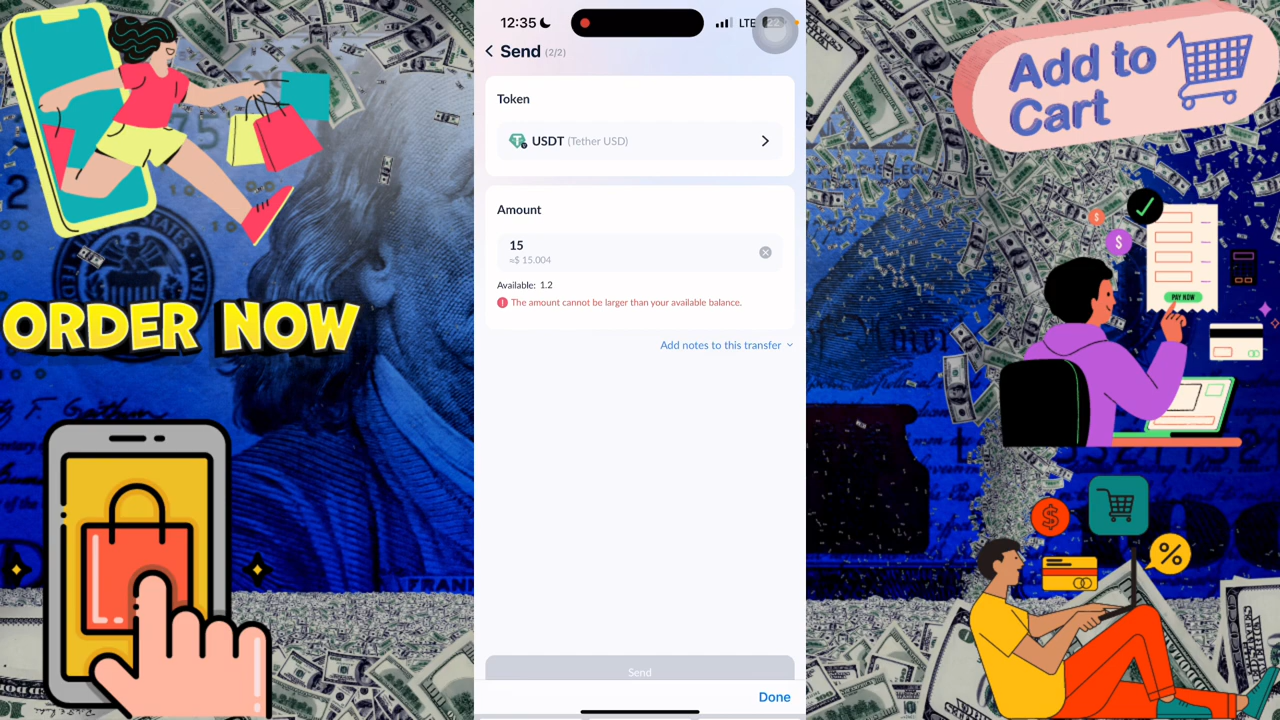 12:35
LTE
22
Send (2/2)
Token
USDT (Tether USD)
Amount
15
≈$ 15.004
Available: 1.2
The amount cannot be larger than your available balance.
Add notes to this transfer
Send
Done
ORDER NOW
Add to
Cart
PAY NOW